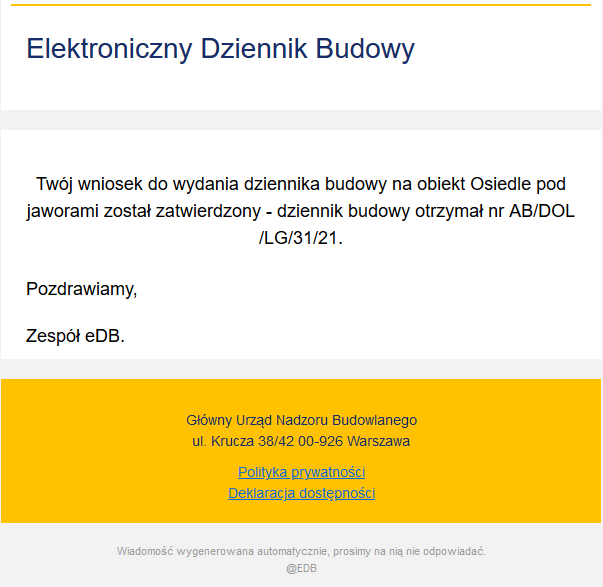 Elektroniczny Dziennik Budowy
Twój wniosek do wydania dziennika budowy na obiekt Osiedle pod
jaworami został zatwierdzony - dziennik budowy otrzymał nr AB/DOL
/LG/31/21.
Pozdrawiamy,
Zespół eDB.
Główny Urząd Nadzoru Budowlanego
ul. Krucza 38/42 00-926 Warszawa
Polityka prywatności
Deklaracja dostępności
Wiadomość wygenerowana automatycznie, prosimy na nią nie odpowiadać.
@EDB